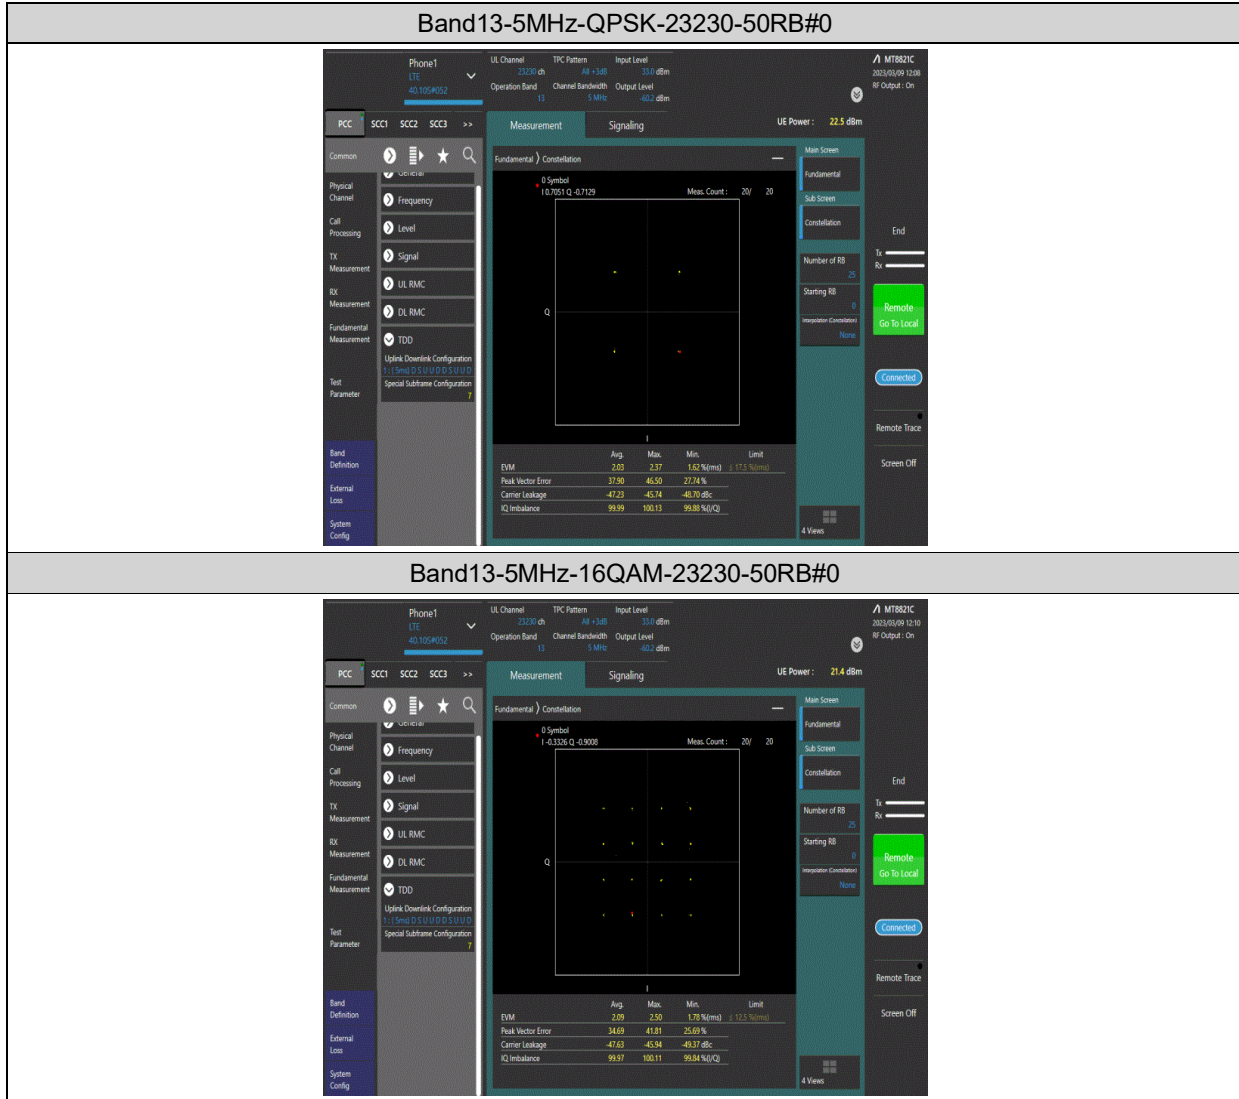 Band13-5MHz-QPSK-23230-50RB#0
Phone1
LTE
40.105#052
UL Channel
23230 ch
TPC Pattern
All +3dB
Input Level
33.0 dBm
Operation Band
13
Channel Bandwidth
5 MHz
Output Level
-60.2 dBm
MT8821C
2023/03/09 12:08
RF Output : On
PCC SCC1 SCC2 SCC3 >>
Measurement
Signaling
UE Power : 22.5 dBm
Common
Physical
Channel
Call
Processing
TX
Measurement
RX
Measurement
Fundamental
Measurement
Test
Parameter
Band
Definition
External
Loss
System
Config
General
Frequency
Level
Signal
UL RMC
DL RMC
TDD
Uplink Downlink Configuration
1 : ( 5ms) D S U U D D S U U D
Special Subframe Configuration
7
Fundamental ⟩ Constellation
0 Symbol
I 0.7051 Q -0.7129
Meas. Count : 20/ 20
Q
I
Avg. Max. Min. Limit
EVM 2.03 2.37 1.62 %(rms) ≤ 17.5 %(rms)
Peak Vector Error 37.90 46.50 27.74 %
Carrier Leakage -47.23 -45.74 -48.70 dBc
IQ Imbalance 99.99 100.13 99.88 %(I/Q)
Main Screen
Fundamental
Sub Screen
Constellation
Number of RB
25
Starting RB
0
Interpolation (Constellation)
None
4 Views
End
Tx
Rx
Remote
Go To Local
Connected
Remote Trace
Screen Off
Band13-5MHz-16QAM-23230-50RB#0
Phone1
LTE
40.105#052
UL Channel
23230 ch
TPC Pattern
All +3dB
Input Level
33.0 dBm
Operation Band
13
Channel Bandwidth
5 MHz
Output Level
-60.2 dBm
MT8821C
2023/03/09 12:10
RF Output : On
PCC SCC1 SCC2 SCC3 >>
Measurement
Signaling
UE Power : 21.4 dBm
Common
Physical
Channel
Call
Processing
TX
Measurement
RX
Measurement
Fundamental
Measurement
Test
Parameter
Band
Definition
External
Loss
System
Config
General
Frequency
Level
Signal
UL RMC
DL RMC
TDD
Uplink Downlink Configuration
1 : ( 5ms) D S U U D D S U U D
Special Subframe Configuration
7
Fundamental ⟩ Constellation
0 Symbol
I -0.3326 Q -0.9008
Meas. Count : 20/ 20
Q
I
Avg. Max. Min. Limit
EVM 2.09 2.50 1.78 %(rms) ≤ 12.5 %(rms)
Peak Vector Error 34.69 41.81 25.69 %
Carrier Leakage -47.63 -45.94 -49.37 dBc
IQ Imbalance 99.97 100.11 99.84 %(I/Q)
Main Screen
Fundamental
Sub Screen
Constellation
Number of RB
25
Starting RB
0
Interpolation (Constellation)
None
4 Views
End
Tx
Rx
Remote
Go To Local
Connected
Remote Trace
Screen Off